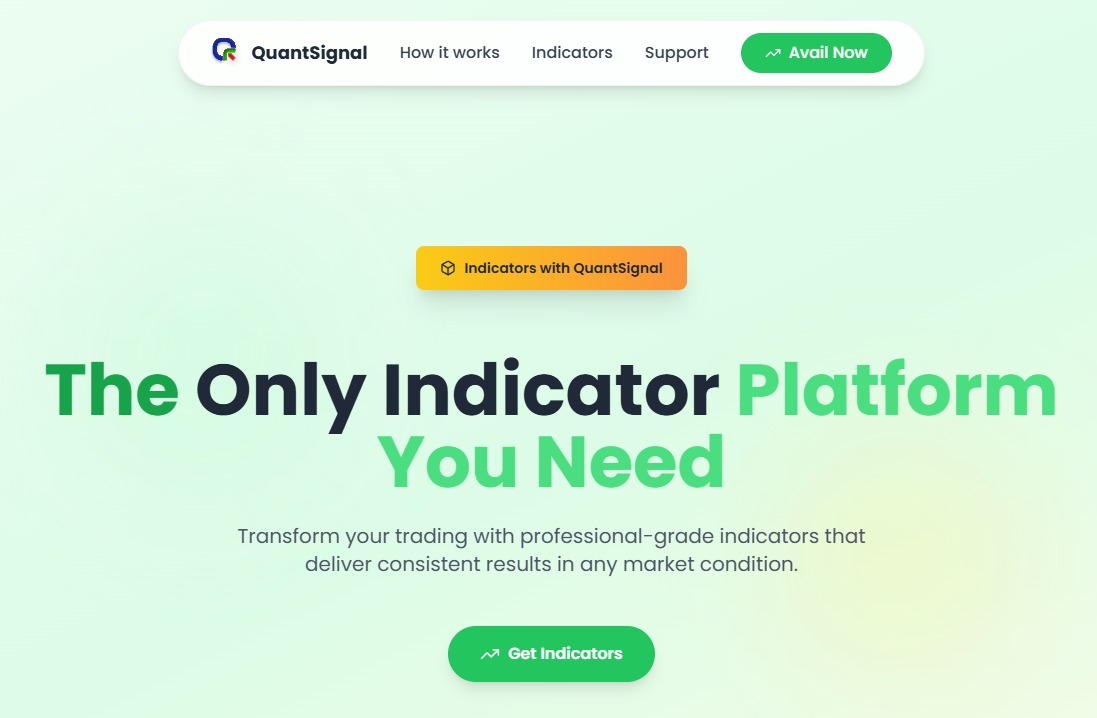 QuantSignal How it works Indicators Support Avail Now
Indicators with QuantSignal
The Only Indicator Platform
You Need
Transform your trading with professional-grade indicators that
deliver consistent results in any market condition.
Get Indicators